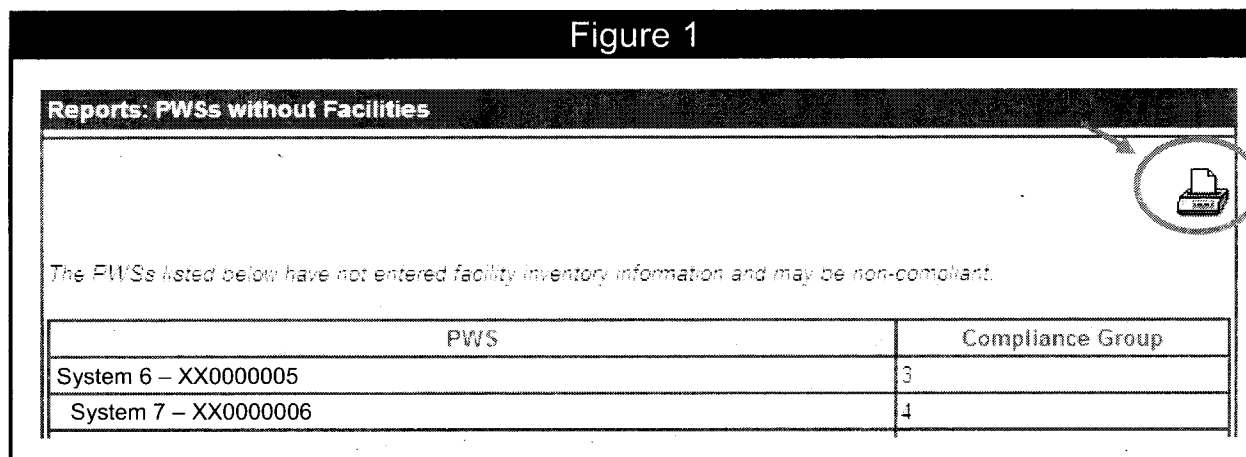 Figure 1
Reports: PWSs without Facilities
The PWSs listed below have not entered facility inventory information and may be non-compliant.
PWS Compliance Group
System 6 – XX0000005 3
System 7 – XX0000006 4